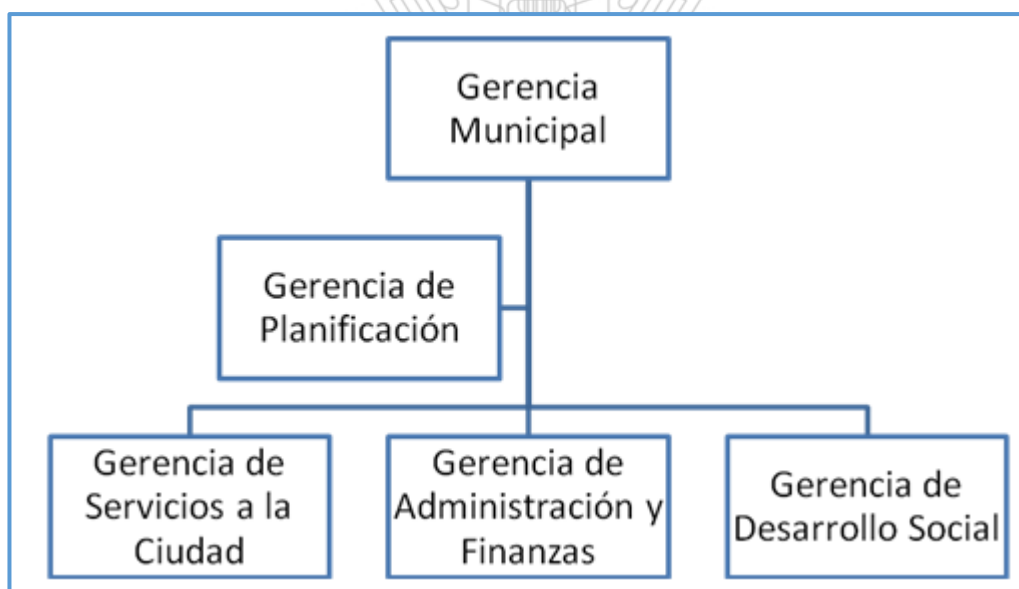 Gerencia
Municipal
Gerencia de
Planificación
Gerencia de
Servicios a la
Ciudad
Gerencia de
Administración y
Finanzas
Gerencia de
Desarrollo Social